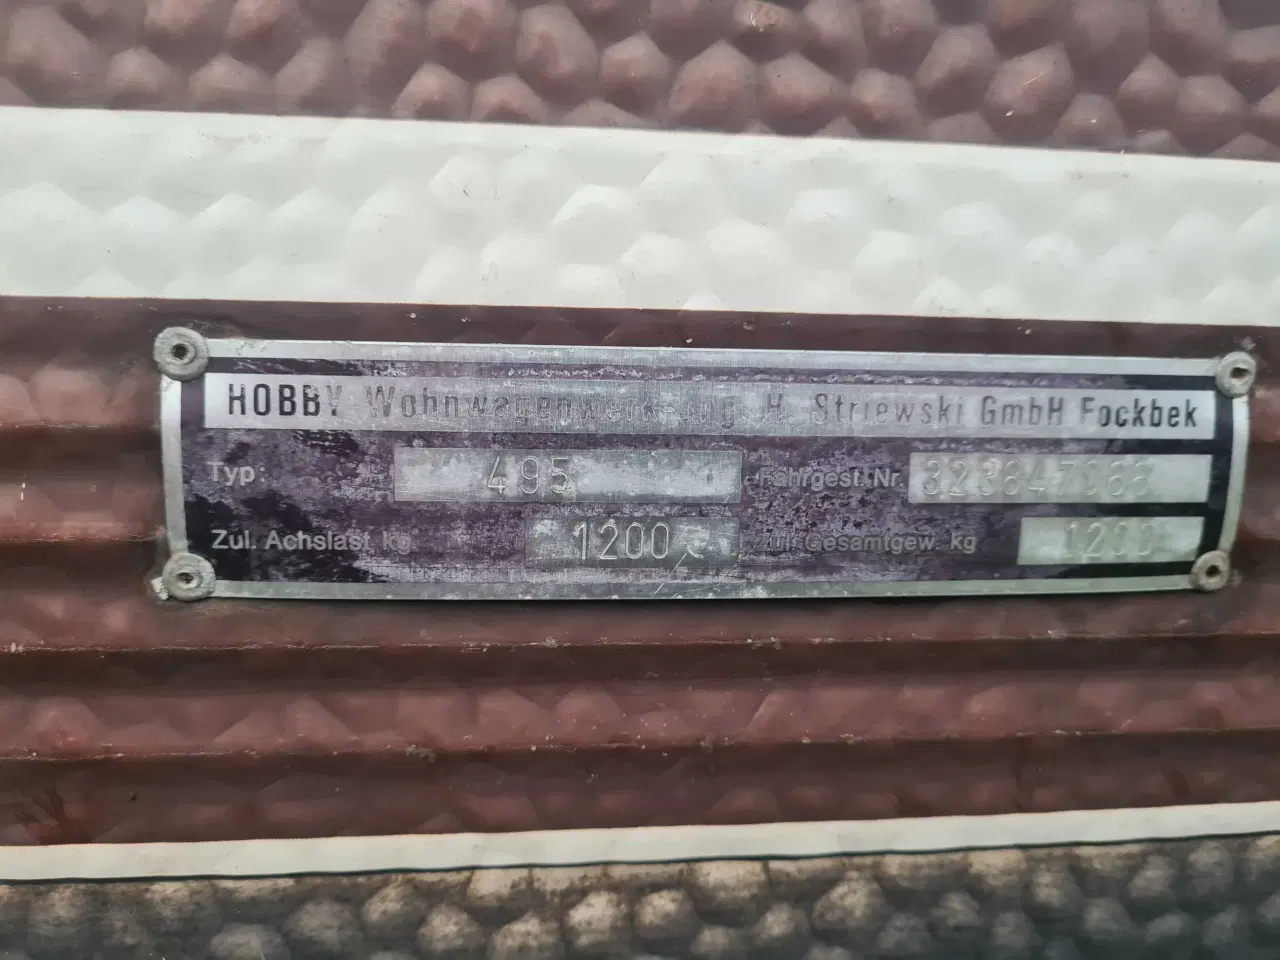 HOBBY Wohnwagenwerk Ing. H. Striewski GmbH Fockbek
Typ: 495 Fahrgest. Nr.
Zul. Achslast kg 1200 Zul. Gesamtgew. kg 1200